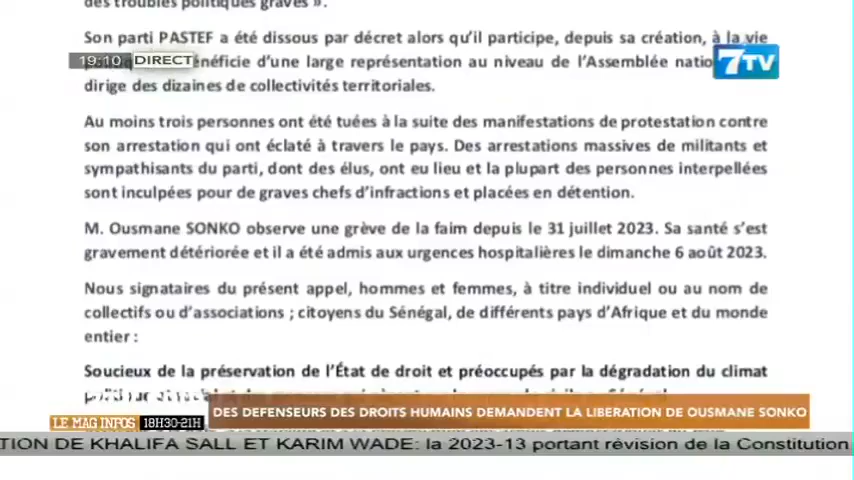 des troubles politiques graves ».
Son parti PASTEF a été dissous par décret alors qu'il participe, depuis sa création, à la vie
19:10 DIRECT
énéficie d'une large représentation au niveau de l'Assemblée
7TV
dirige des dizaines de collectivités territoriales.
Au moins trois personnes ont été tuées à la suite des manifestations de protestation contre
son arrestation qui ont éclaté à travers le pays. Des arrestations massives de militants et
sympathisants du parti, dont des élus, ont eu lieu et la plupart des personnes interpellées
sont inculpées pour de graves chefs d'infractions et placées en détention.
M. Ousmane SONKO observe une grève de la faim depuis le 31 juillet 2023. Sa santé s'est
gravement détériorée et il a été admis aux urgences hospitalières le dimanche 6 août 2023.
Nous signataires du présent appel, hommes et femmes, à titre individuel ou au nom de
collectifs ou d'associations ; citoyens du Sénégal, de différents pays d'Afrique et du monde
entier :
Soucieux de la préservation de l'État de droit et préoccupés par la dégradation du climat
DES DEFENSEURS DES DROITS HUMAINS DEMANDENT LA LIBERATION DE OUSMANE SONKO
LE MAG INFOS 18H30-21H
TION DE KHALIFA SALL ET KARIM WADE: la 2023-13 portant révision de la Constitution